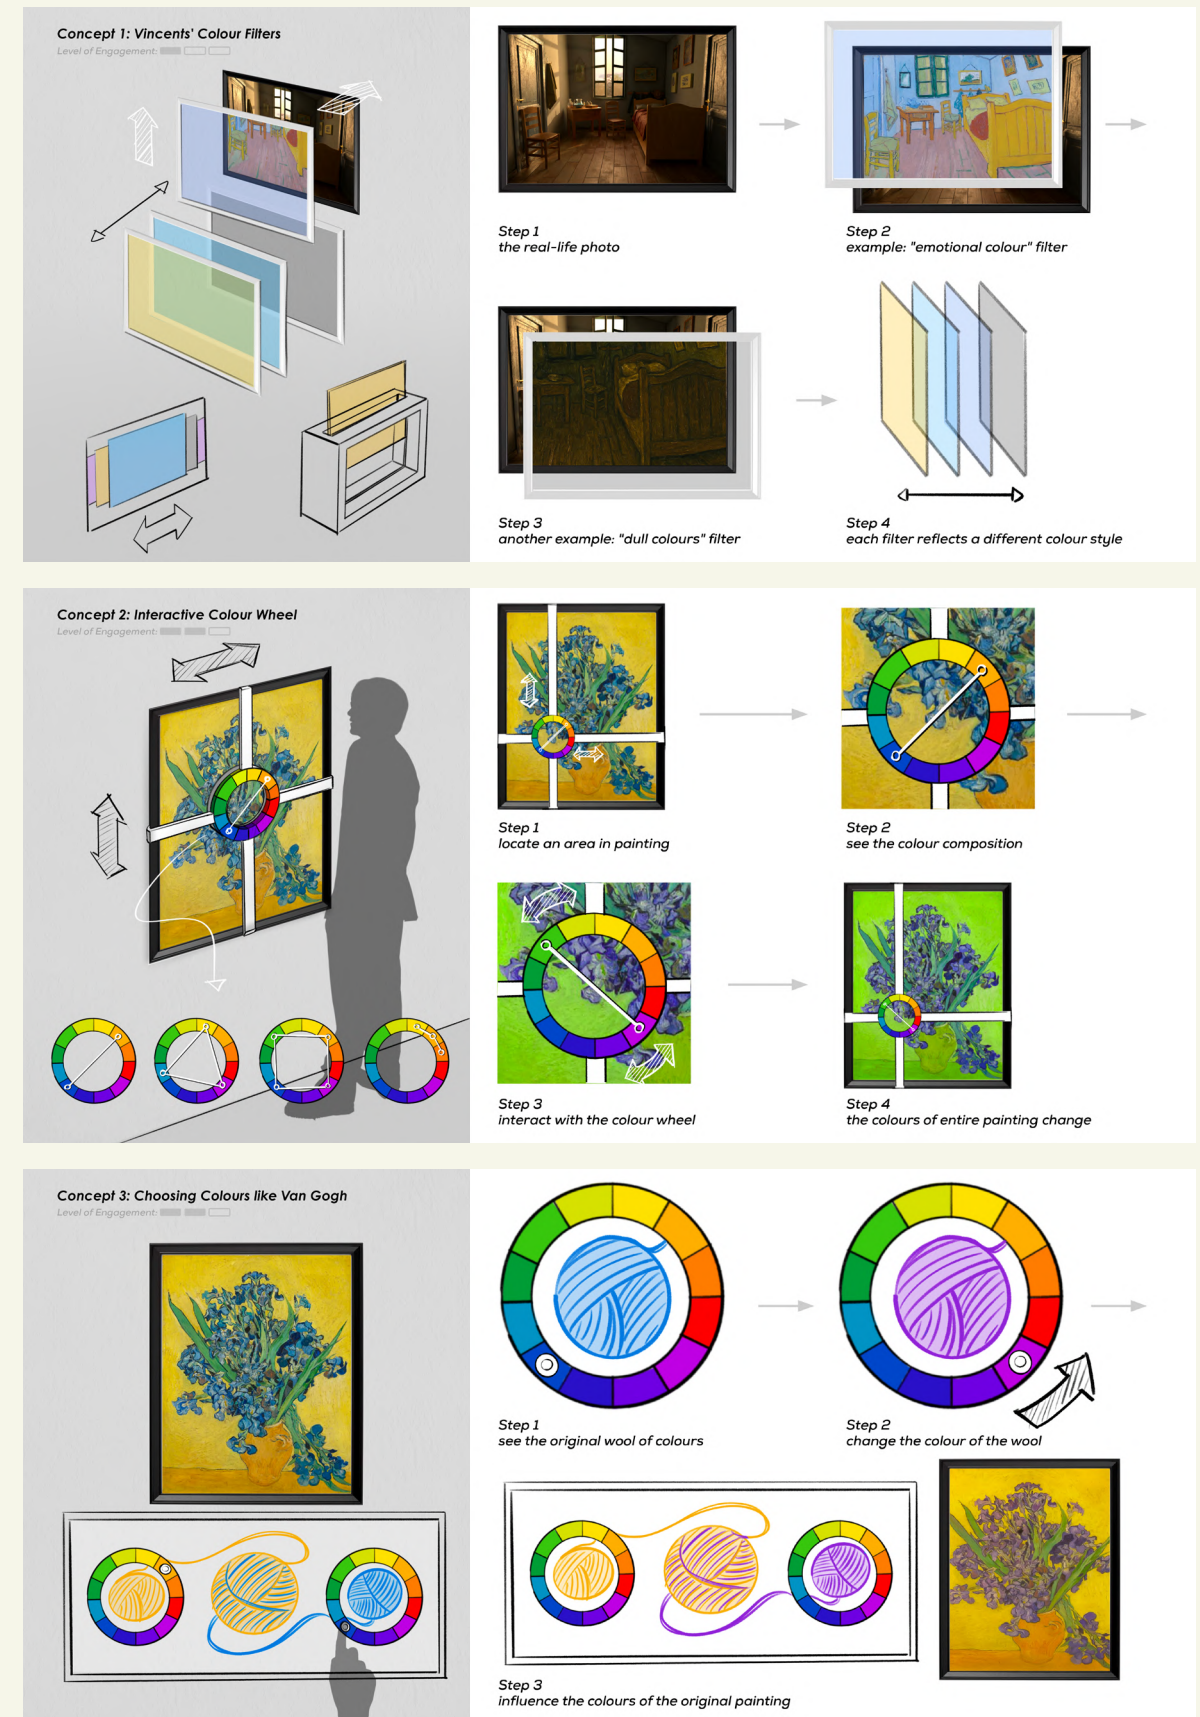 Concept 1: Vincents' Colour Filters
Level of Engagement:
Step 1
the real-life photo
Step 2
example: "emotional colour" filter
Step 3
another example: "dull colours" filter
Step 4
each filter reflects a different colour style
Concept 2: Interactive Colour Wheel
Level of Engagement:
Step 1
locate an area in painting
Step 2
see the colour composition
Step 3
interact with the colour wheel
Step 4
the colours of entire painting change
Concept 3: Choosing Colours like Van Gogh
Level of Engagement:
Step 1
see the original wool of colours
Step 2
change the colour of the wool
Step 3
influence the colours of the original painting